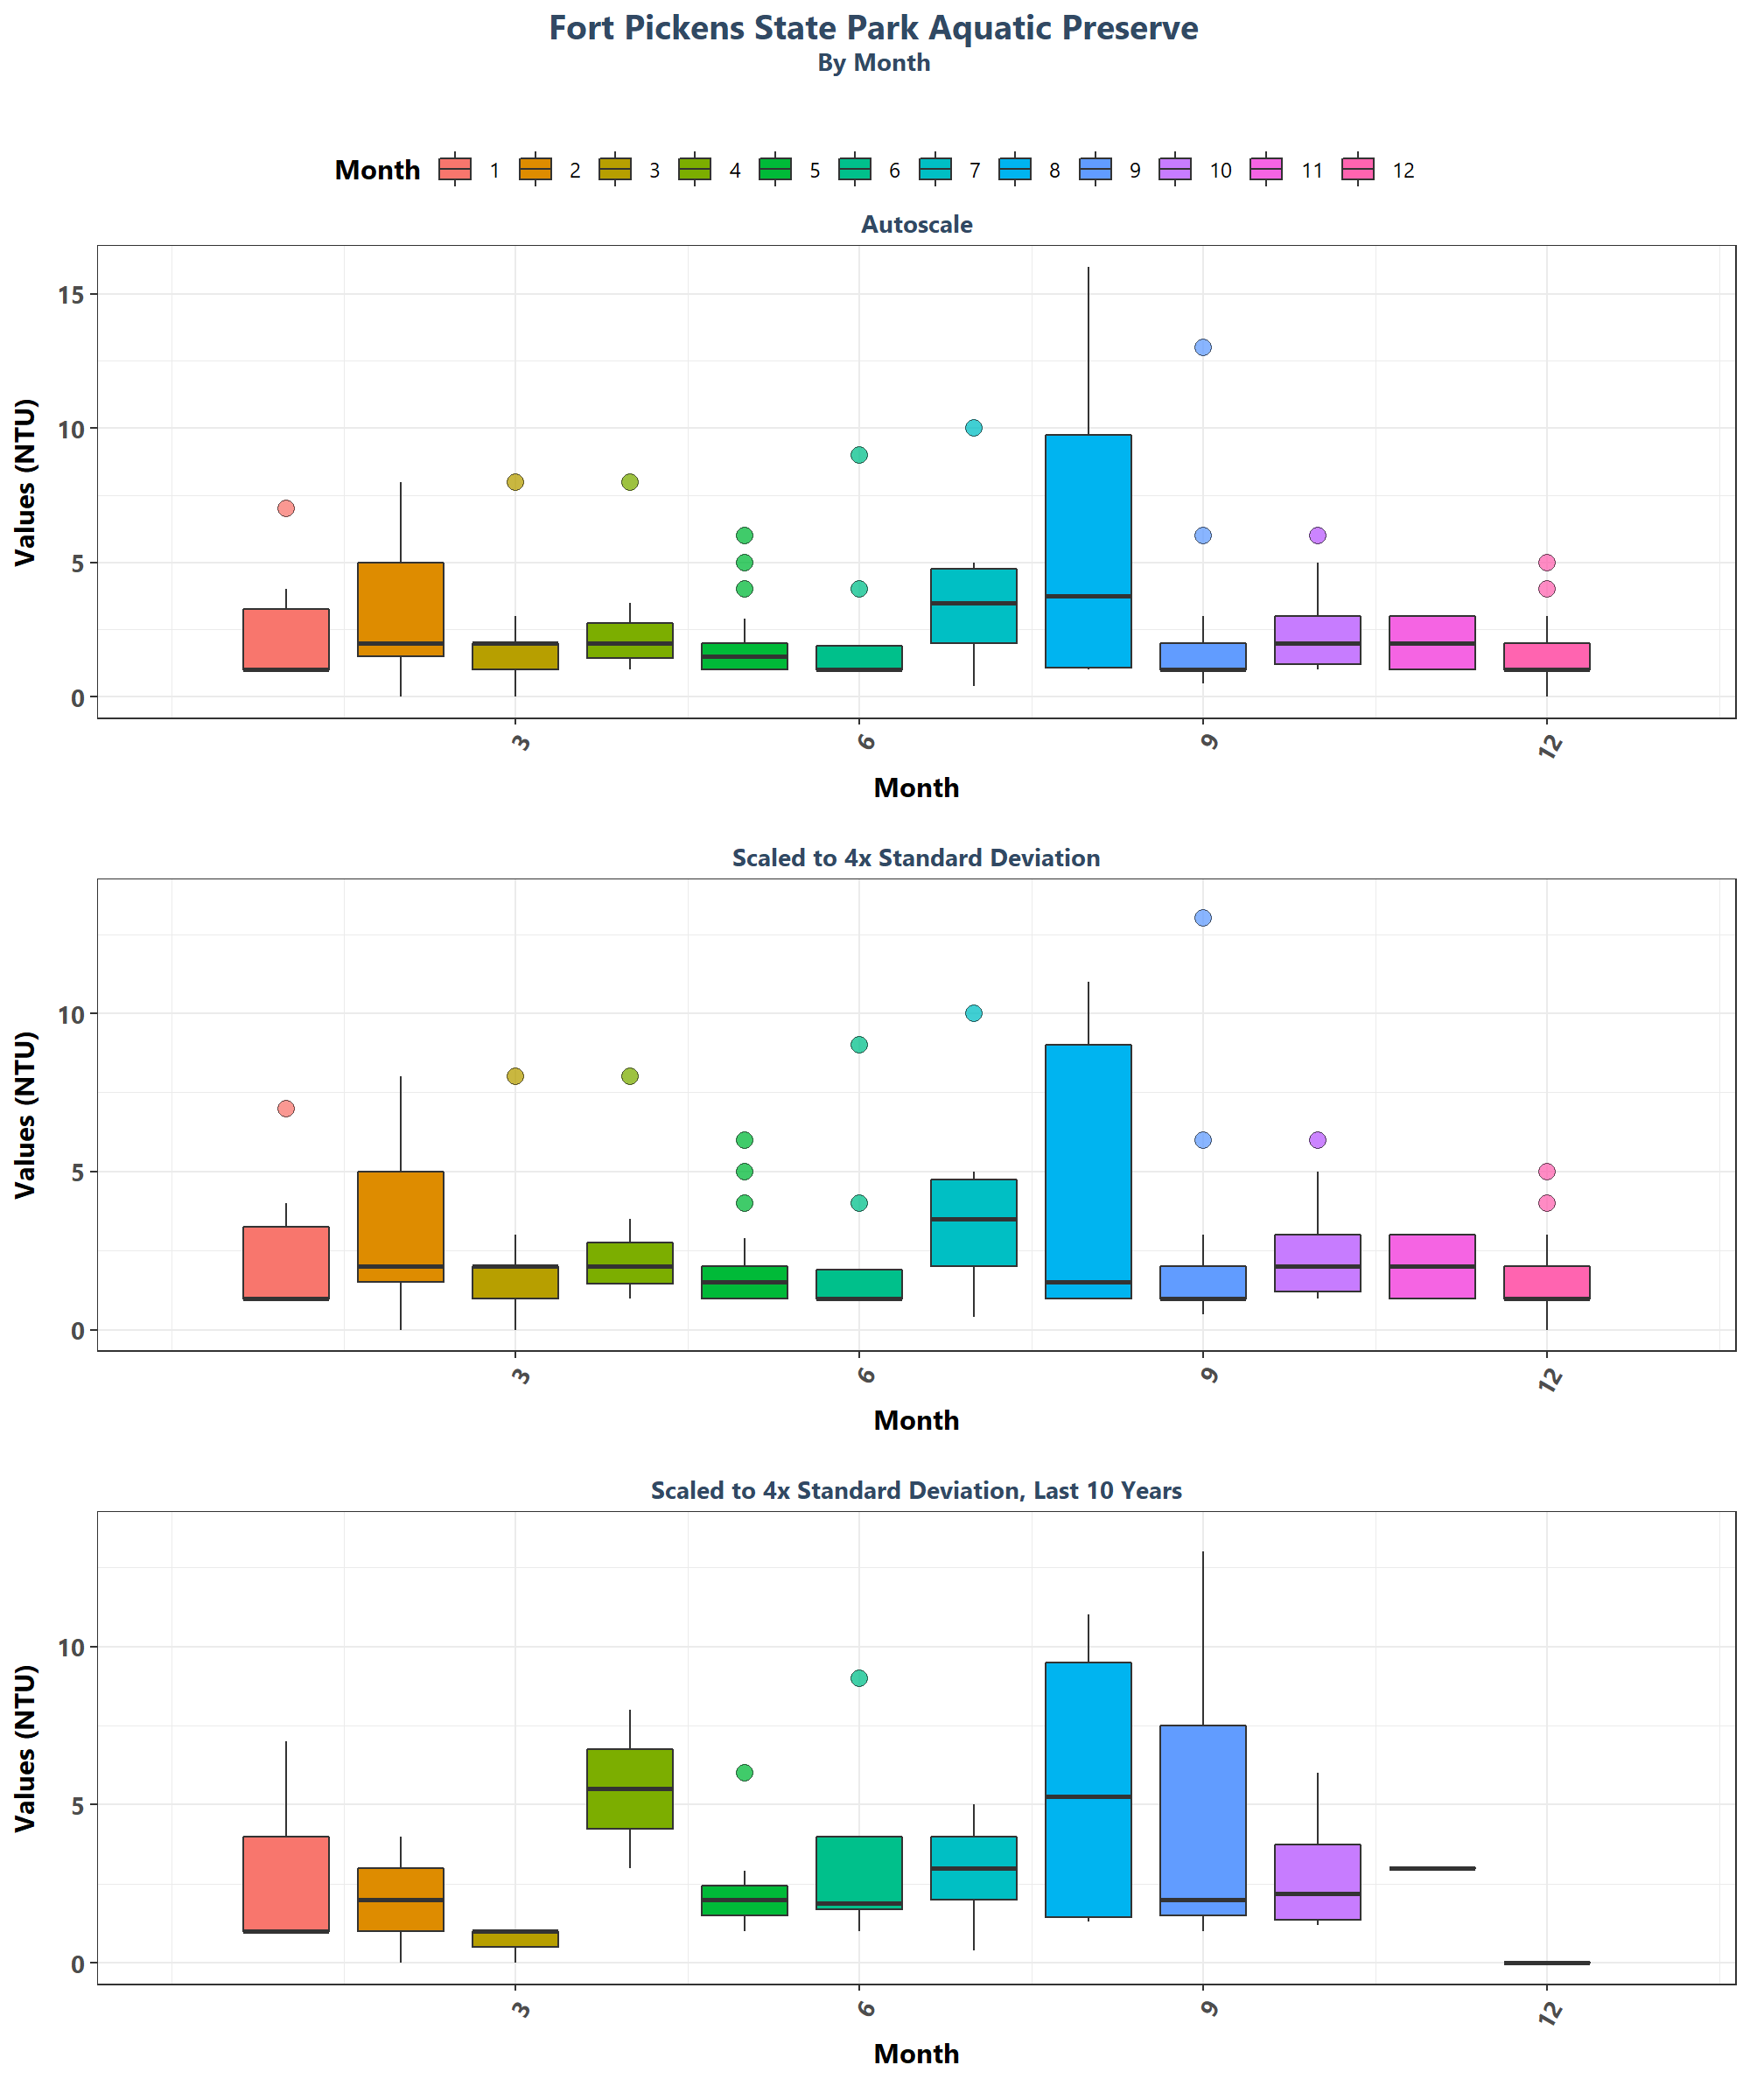 Fort Pickens State Park Aquatic Preserve
By Month
Month 1 2 3 4 5 6 7 8 9 10 11 12
Autoscale
Values (NTU)
15
10
5
0
3 6 9 12
Month
Scaled to 4x Standard Deviation
Values (NTU)
10
5
0
3 6 9 12
Month
Scaled to 4x Standard Deviation, Last 10 Years
Values (NTU)
10
5
0
3 6 9 12
Month